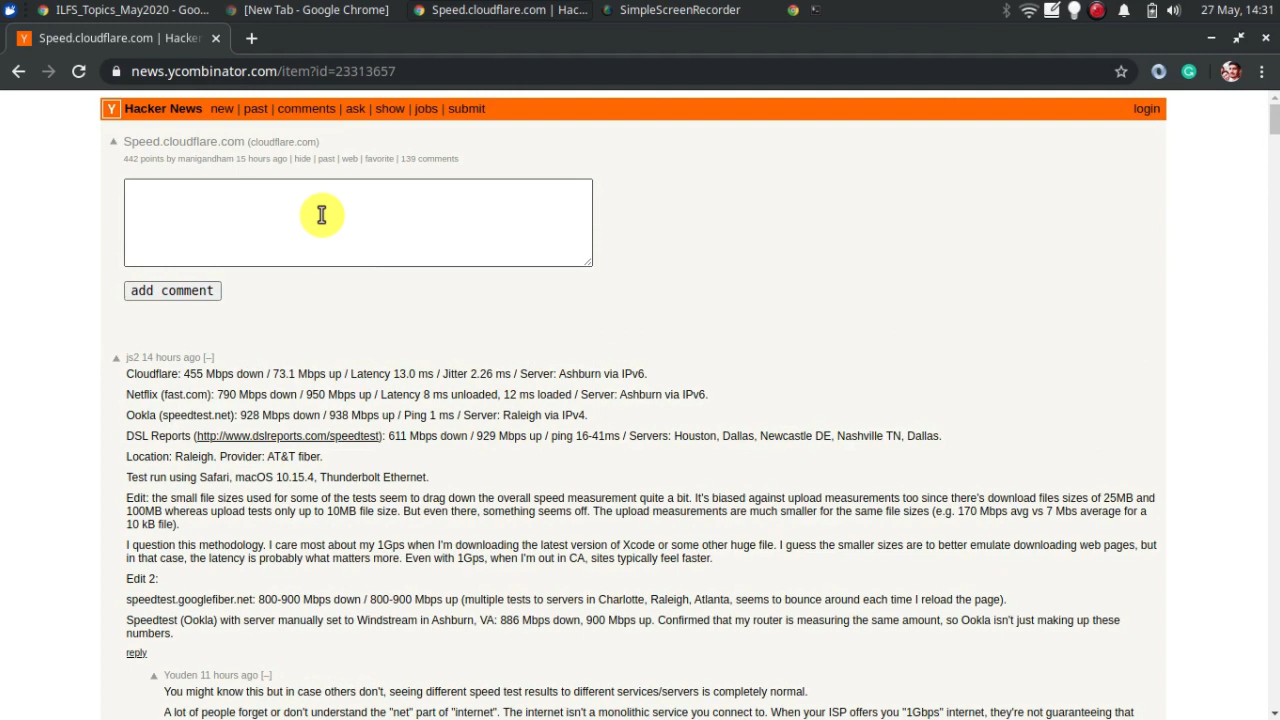 ILFS_Topics_May2020 - Goo... [New Tab - Google Chrome] Speed.cloudflare.com | Hac... SimpleScreenRecorder 27 May, 14:31
Speed.cloudflare.com | Hacker
news.ycombinator.com/item?id=23313657
Y Hacker News new | past | comments | ask | show | jobs | submit login
Speed.cloudflare.com (cloudflare.com)
442 points by manigandham 15 hours ago | hide | past | web | favorite | 139 comments
add comment
js2 14 hours ago [–]
Cloudflare: 455 Mbps down / 73.1 Mbps up / Latency 13.0 ms / Jitter 2.26 ms / Server: Ashburn via IPv6.
Netflix (fast.com): 790 Mbps down / 950 Mbps up / Latency 8 ms unloaded, 12 ms loaded / Server: Ashburn via IPv6.
Ookla (speedtest.net): 928 Mbps down / 938 Mbps up / Ping 1 ms / Server: Raleigh via IPv4.
DSL Reports (http://www.dslreports.com/speedtest): 611 Mbps down / 929 Mbps up / ping 16-41ms / Servers: Houston, Dallas, Newcastle DE, Nashville TN, Dallas.
Location: Raleigh. Provider: AT&T fiber.
Test run using Safari, macOS 10.15.4, Thunderbolt Ethernet.
Edit: the small file sizes used for some of the tests seem to drag down the overall speed measurement quite a bit. It's biased against upload measurements too since there's download files sizes of 25MB and
100MB whereas upload tests only up to 10MB file size. But even there, something seems off. The upload measurements are much smaller for the same file sizes (e.g. 170 Mbps avg vs 7 Mbs average for a
10 kB file).
I question this methodology. I care most about my 1Gps when I'm downloading the latest version of Xcode or some other huge file. I guess the smaller sizes are to better emulate downloading web pages, but
in that case, the latency is probably what matters more. Even with 1Gps, when I'm out in CA, sites typically feel faster.
Edit 2:
speedtest.googlefiber.net: 800-900 Mbps down / 800-900 Mbps up (multiple tests to servers in Charlotte, Raleigh, Atlanta, seems to bounce around each time I reload the page).
Speedtest (Ookla) with server manually set to Windstream in Ashburn, VA: 886 Mbps down, 900 Mbps up. Confirmed that my router is measuring the same amount, so Ookla isn't just making up these
numbers.
reply
Youden 11 hours ago [–]
You might know this but in case others don't, seeing different speed test results to different services/servers is completely normal.
A lot of people forget or don't understand the "net" part of "internet". The internet isn't a monolithic service you connect to. When your ISP offers you "1Gbps" internet, they're not guaranteeing that